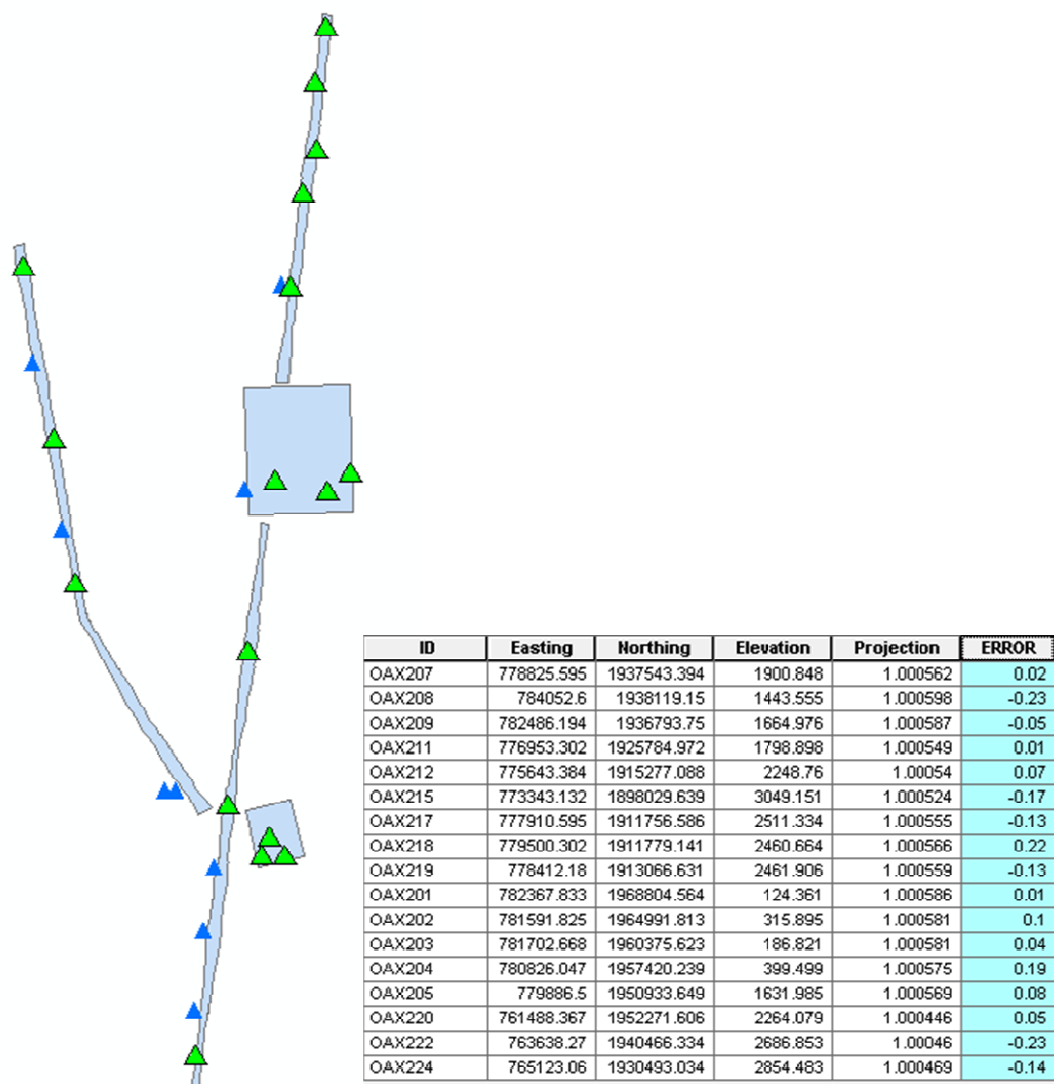 ID Easting Northing Elevation Projection ERROR
OAX207 778825.595 1937543.394 1900.848 1.000562 0.02
OAX208 784052.6 1938119.15 1443.555 1.000598 -0.23
OAX209 782486.194 1936793.75 1664.976 1.000587 -0.05
OAX211 776953.302 1925784.972 1798.898 1.000549 0.01
OAX212 775643.384 1915277.088 2248.76 1.00054 0.07
OAX215 773343.132 1898029.639 3049.151 1.000524 -0.17
OAX217 777910.595 1911756.586 2511.334 1.000555 -0.13
OAX218 779500.302 1911779.141 2460.664 1.000566 0.22
OAX219 778412.18 1913066.631 2461.906 1.000559 -0.13
OAX201 782367.833 1968804.564 124.361 1.000586 0.01
OAX202 781591.825 1964991.813 315.895 1.000581 0.1
OAX203 781702.668 1960375.623 186.821 1.000581 0.04
OAX204 780826.047 1957420.239 399.499 1.000575 0.19
OAX205 779886.5 1950933.649 1631.985 1.000569 0.08
OAX220 761488.367 1952271.606 2264.079 1.000446 0.05
OAX222 763638.27 1940466.334 2686.853 1.00046 -0.23
OAX224 765123.06 1930493.034 2854.483 1.000469 -0.14